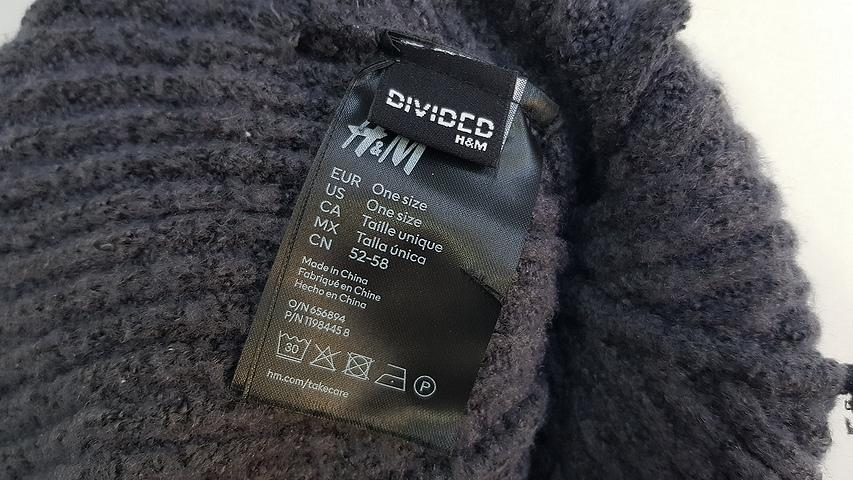 DIVIDED
H&M
H&M
EUR One size
US One size
CA Taille unique
MX Talla única
CN 52-58
Made in China
Fabriqué en Chine
Hecho en China
O/N 656894
P/N 1198445 8
30
P
hm.com/takecare